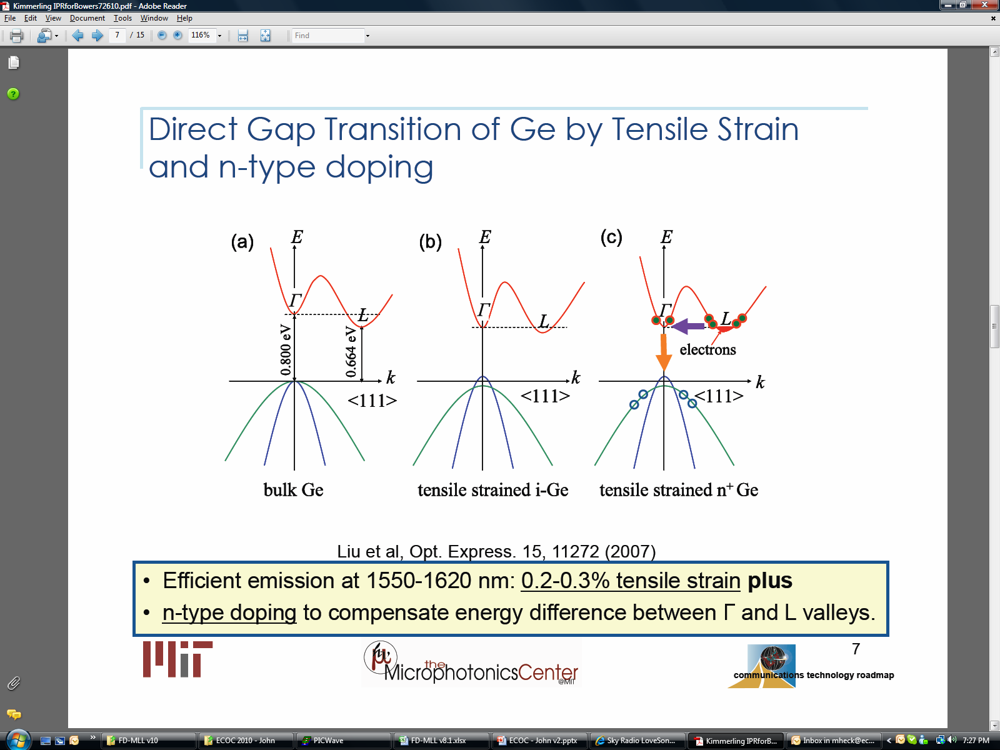 Kimmerling IPRforBowers72610.pdf - Adobe Reader
File Edit View Document Tools Window Help
7 / 15 116% Find
Direct Gap Transition of Ge by Tensile Strain
and n-type doping
(a) E (b) E (c) E
Γ L Γ L Γ L
0.800 eV 0.664 eV
electrons
k k k
<111> <111> <111>
bulk Ge tensile strained i-Ge tensile strained n+ Ge
Liu et al, Opt. Express. 15, 11272 (2007)
• Efficient emission at 1550-1620 nm: 0.2-0.3% tensile strain plus
• n-type doping to compensate energy difference between Γ and L valleys.
MIT
hν μ
the
MicrophotonicsCenter
@MIT
7
communications technology roadmap
FD-MLL v10 ECOC 2010 - John PICWave FD-MLL v8.1.xlsx ECOC - John v2.pptx Sky Radio LoveSon... Kimmerling IPRforB... Inbox in mheck@ec... 7:27 PM